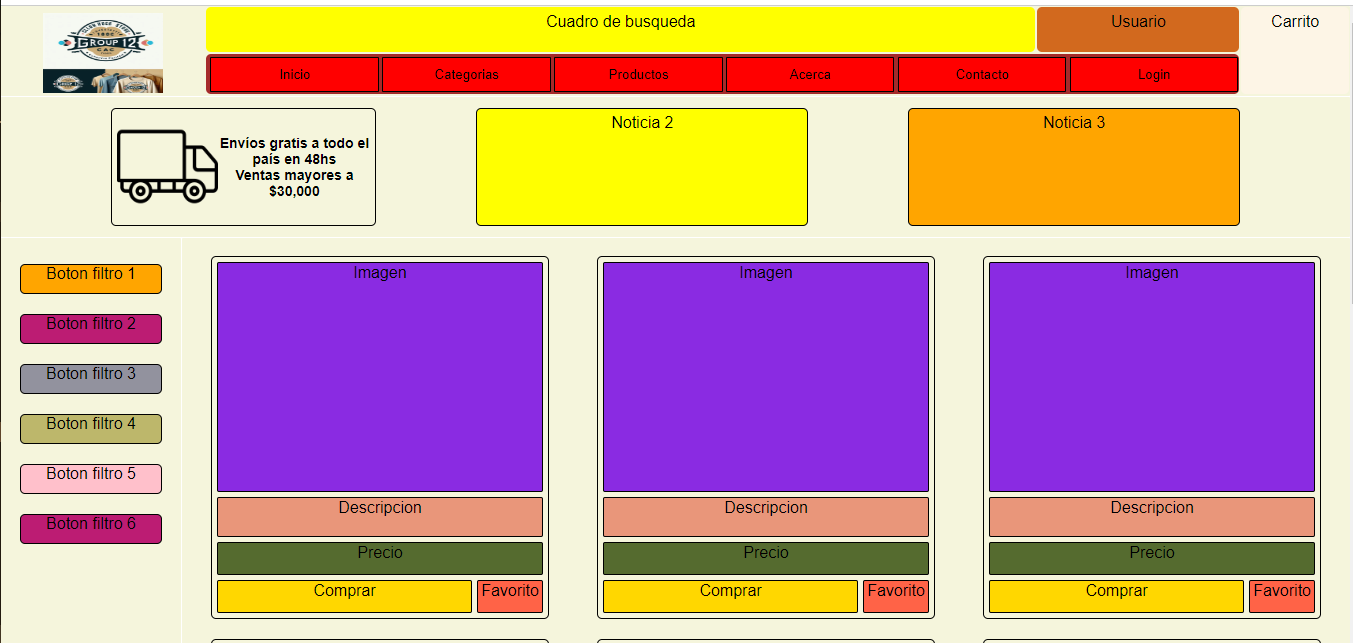 Cuadro de busqueda
Usuario
Carrito
GROUP 12
CAC
Inicio
Categorías
Productos
Acerca
Contacto
Login
Envíos gratis a todo el
país en 48hs
Ventas mayores a
$30,000
Noticia 2
Noticia 3
Boton filtro 1
Boton filtro 2
Boton filtro 3
Boton filtro 4
Boton filtro 5
Boton filtro 6
Imagen
Imagen
Imagen
Descripcion
Descripcion
Descripcion
Precio
Precio
Precio
Comprar
Favorito
Comprar
Favorito
Comprar
Favorito